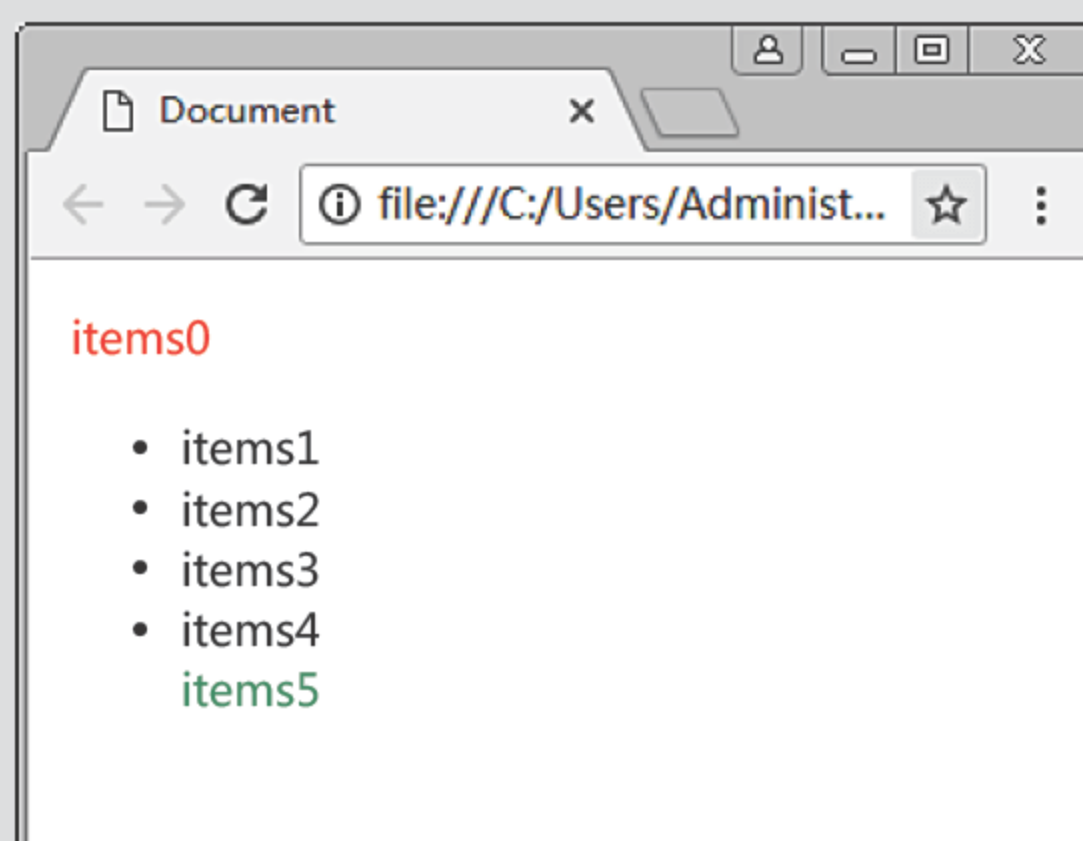 Document
file:///C:/Users/Administ...
items0
• items1
• items2
• items3
• items4
items5